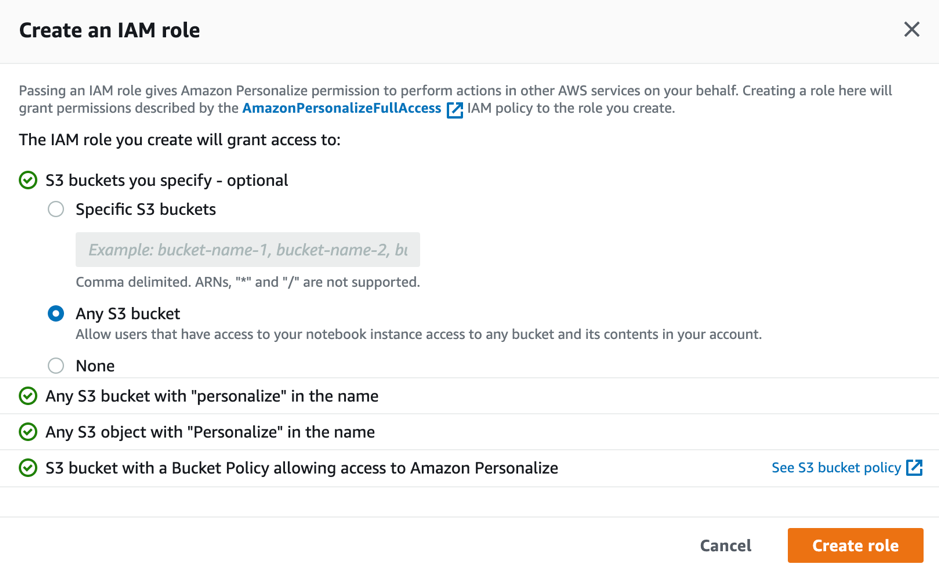 Create an IAM role
Passing an IAM role gives Amazon Personalize permission to perform actions in other AWS services on your behalf. Creating a role here will
grant permissions described by the AmazonPersonalizeFullAccess IAM policy to the role you create.
The IAM role you create will grant access to:
S3 buckets you specify - optional
Specific S3 buckets
Example: bucket-name-1, bucket-name-2, bu
Comma delimited. ARNs, "*" and "/" are not supported.
Any S3 bucket
Allow users that have access to your notebook instance access to any bucket and its contents in your account.
None
Any S3 bucket with "personalize" in the name
Any S3 object with "Personalize" in the name
S3 bucket with a Bucket Policy allowing access to Amazon Personalize See S3 bucket policy
Cancel Create role